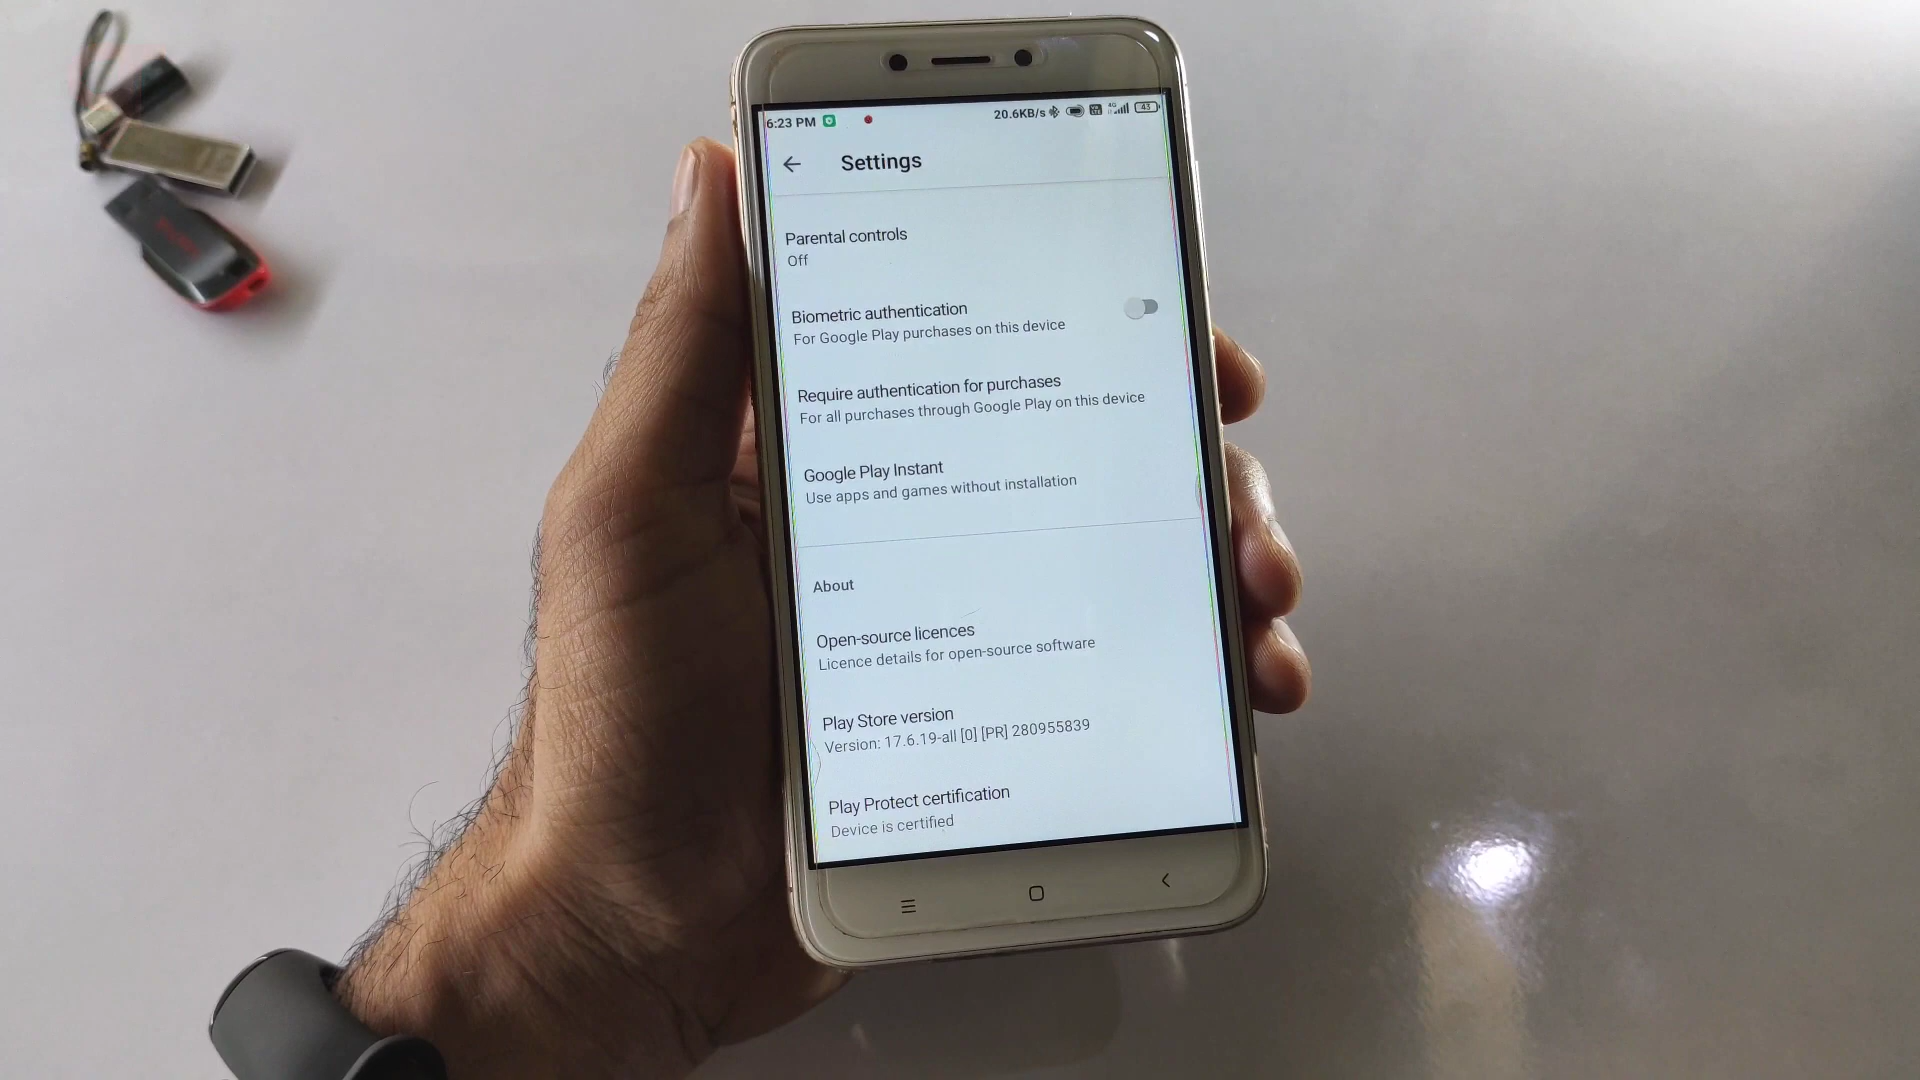 6:23 PM 20.6KB/s 4G 43
Settings
Parental controls
Off
Biometric authentication
For Google Play purchases on this device
Require authentication for purchases
For all purchases through Google Play on this device
Google Play Instant
Use apps and games without installation
About
Open-source licences
Licence details for open-source software
Play Store version
Version: 17.6.19-all [0] [PR] 280955839
Play Protect certification
Device is certified